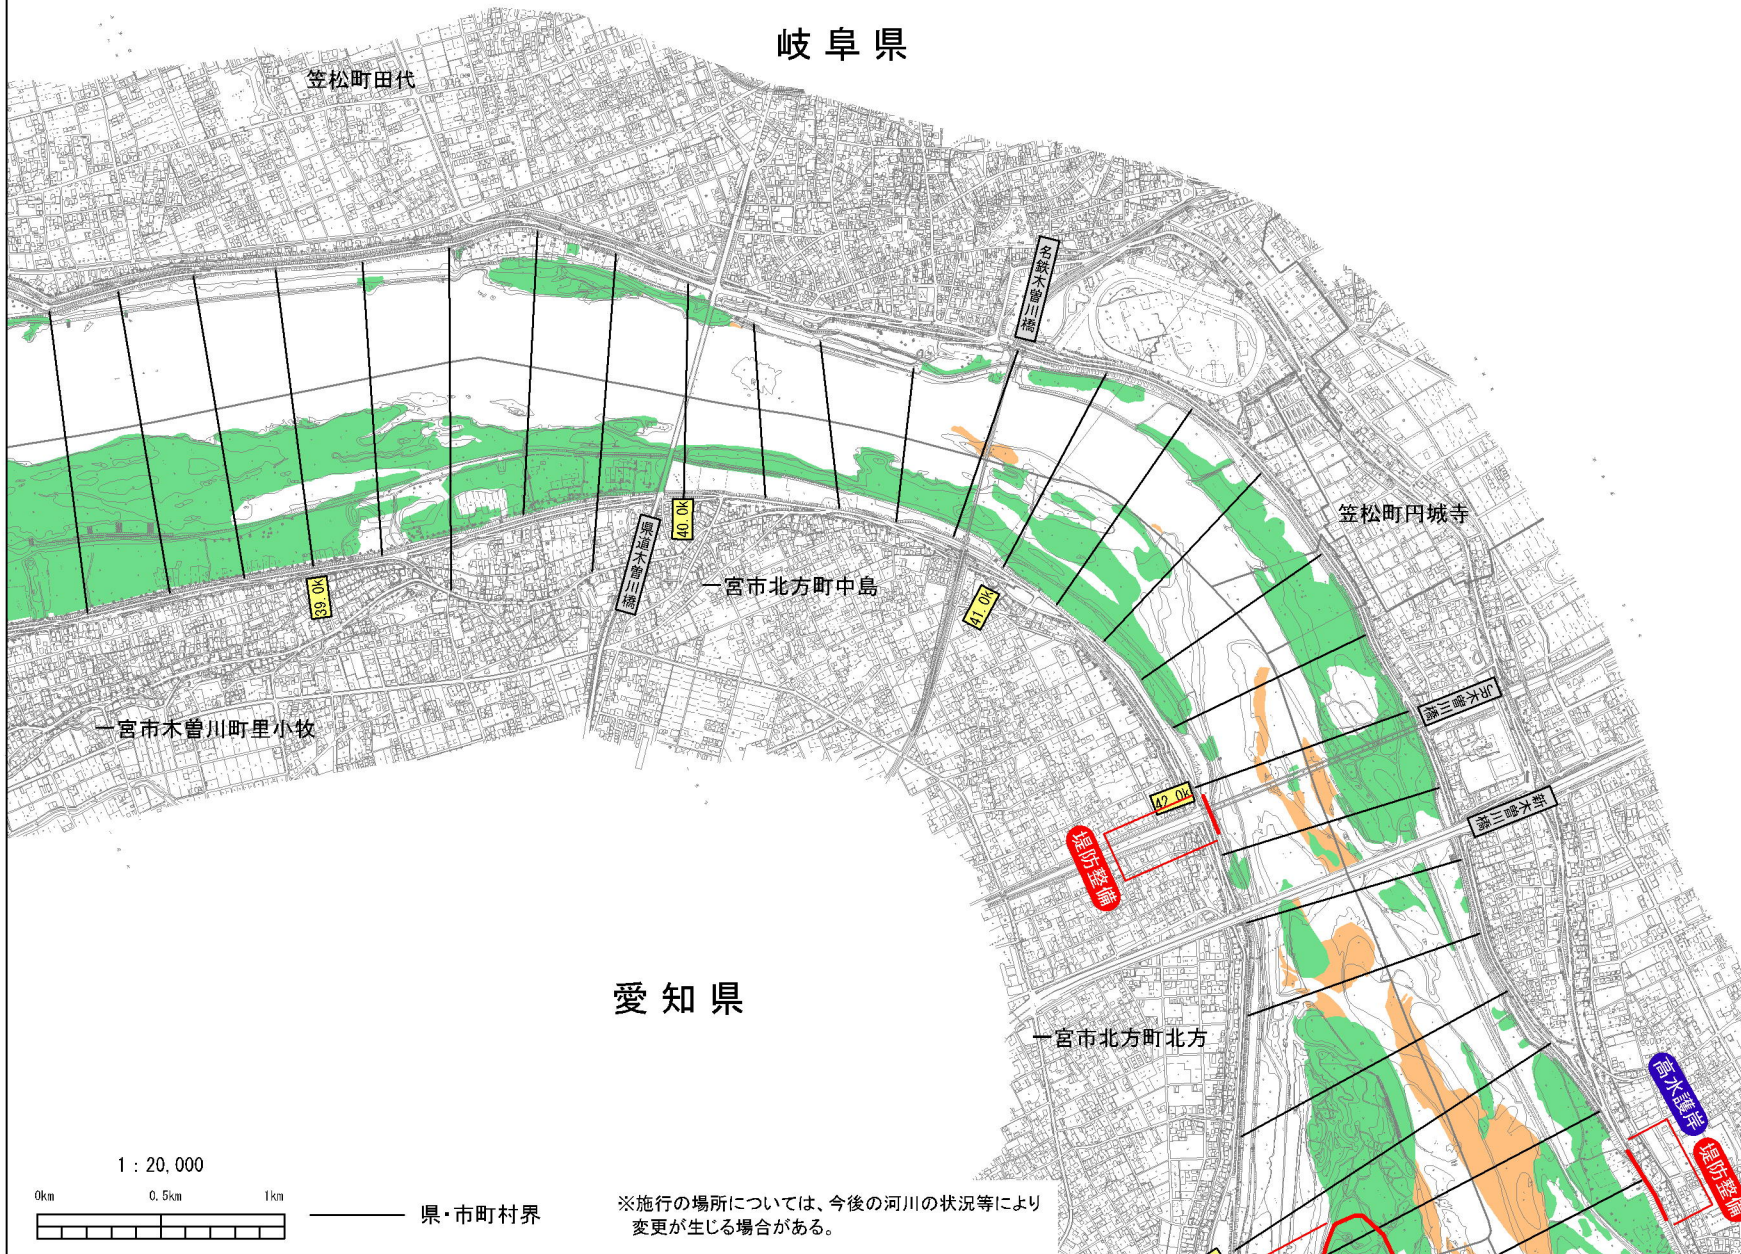 岐阜県
笠松町田代
名鉄木曽川橋
笠松町円城寺
40.0k
県道木曽川橋
一宮市北方町中島
39.0k
41.0k
一宮市木曽川町里小牧
JR木曽川橋
42.0k
新木曽川橋
堤防整備
愛知県
一宮市北方町北方
高水護岸
堤防整備
1:20,000
0km 0.5km 1km
県・市町村界
※施行の場所については、今後の河川の状況等により
変更が生じる場合がある。